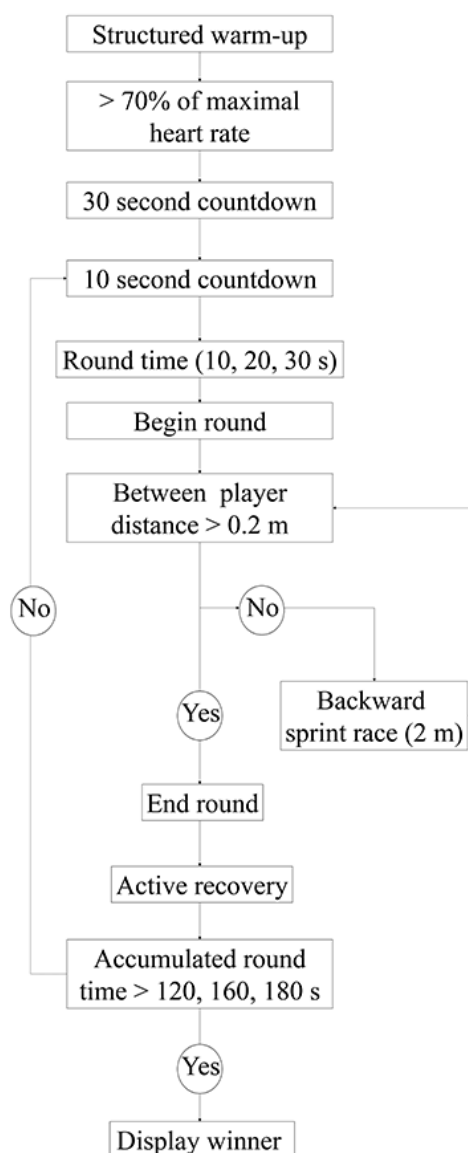 Structured warm-up
> 70% of maximal
heart rate
30 second countdown
10 second countdown
Round time (10, 20, 30 s)
Begin round
Between player
distance > 0.2 m
No
No
Backward
sprint race (2 m)
Yes
End round
Active recovery
Accumulated round
time > 120, 160, 180 s
Yes
Display winner